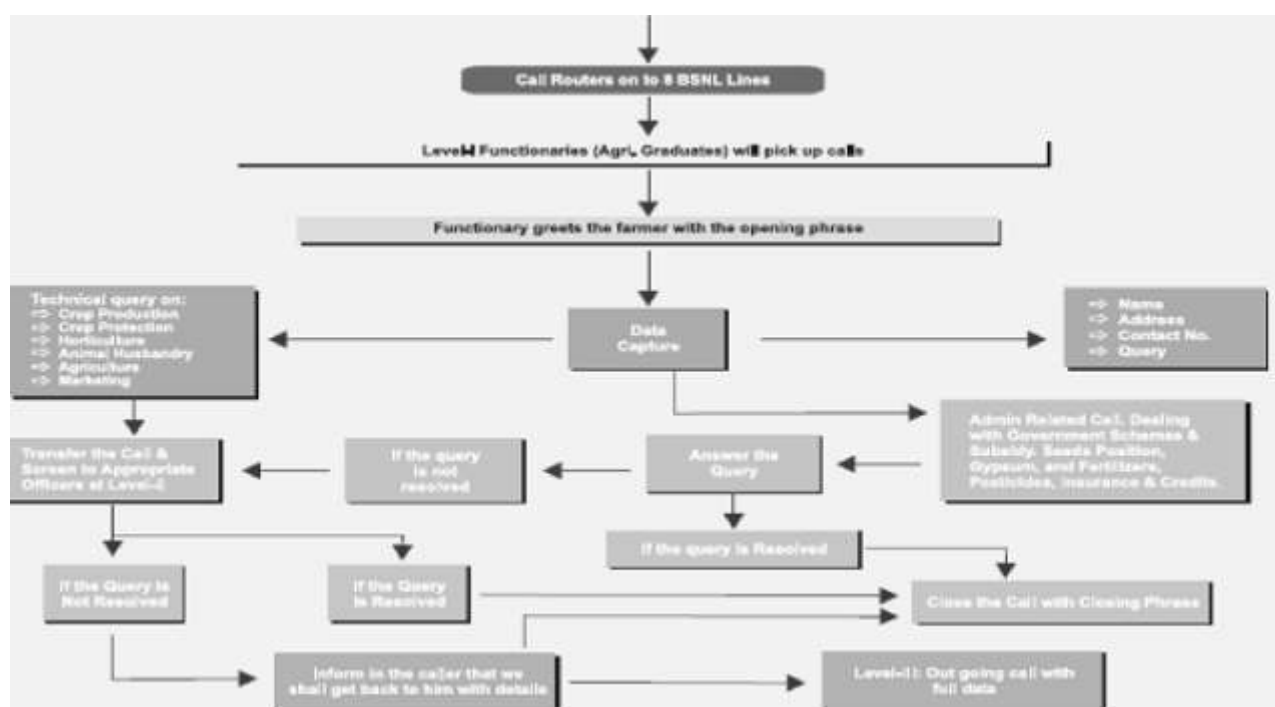 Call Routers on to 8 BSNL Lines
Functionaries (Agri. Graduates) will pick up calls
Functionary greets the farmer with the opening phrase
Technical query on:
⇨ Crop Production
⇨ Crop Protection
⇨ Horticulture
⇨ Animal Husbandry
⇨ Agriculture
⇨ Marketing
Data
Capture
⇨ Name
⇨ Address
⇨ Contact No.
⇨ Query
Transfer the Call &
Screen to Appropriate
Officers at
If the query
is not
resolved
Answer the
Query
Admin Related Call. Dealing
with Government Schemes &
Subsidy. Seeds Position,
Gypsum, and Fertilizers,
Pesticides, Insurance & Credits.
If the query is Resolved
If the Query is
Not Resolved
If the Query
Is Resolved
Close the Call with Closing Phrase
Inform in the caller that we
shall get back to him with details
Out going call with
full data